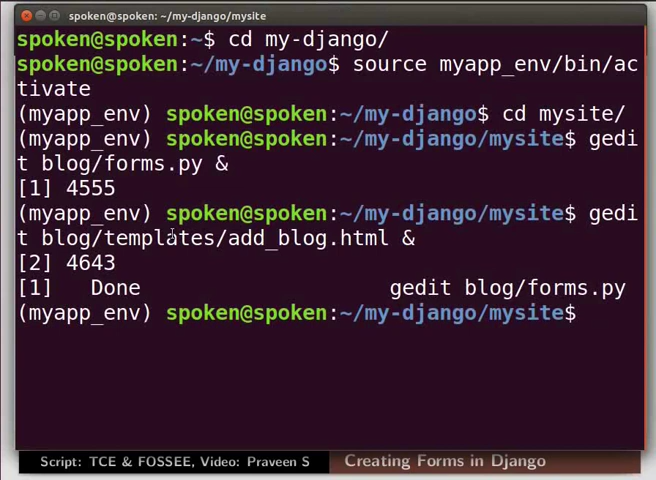 spoken@spoken: ~/my-django/mysite
spoken@spoken:~$ cd my-django/
spoken@spoken:~/my-django$ source myapp_env/bin/ac
tivate
(myapp_env) spoken@spoken:~/my-django$ cd mysite/
(myapp_env) spoken@spoken:~/my-django/mysite$ gedi
t blog/forms.py &
[1] 4555
(myapp_env) spoken@spoken:~/my-django/mysite$ gedi
t blog/templates/add_blog.html &
[2] 4643
[1]   Done                    gedit blog/forms.py
(myapp_env) spoken@spoken:~/my-django/mysite$
Script: TCE & FOSSEE, Video: Praveen S
Creating Forms in Django